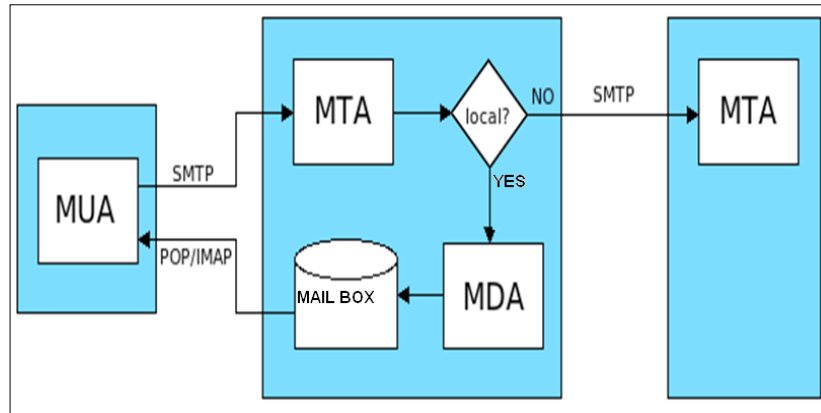 MUA
SMTP
POP/IMAP
MTA
local?
NO
YES
MDA
MAIL BOX
SMTP
MTA